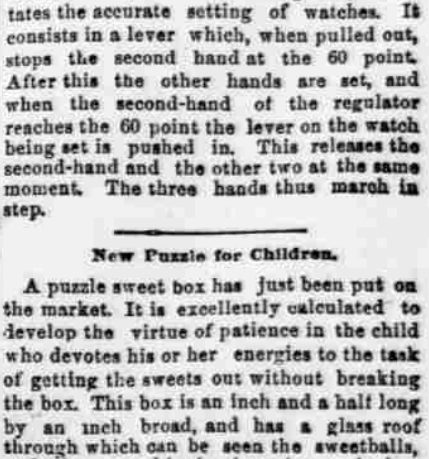 tates the accurate setting of watches. It
consists in a lever which, when pulled out,
stops the second hand at the 60 point.
After this the other hands are set, and
when the second-hand of the regulator
reaches the 60 point the lever on the watch
being set is pushed in. This releases the
second-hand and the other two at the same
moment. The three hands thus march in
step.
New Puzzle for Children.
A puzzle sweet box has just been put on
the market. It is excellently calculated to
develop the virtue of patience in the child
who devotes his or her energies to the task
of getting the sweets out without breaking
the box. This box is an inch and a half long
by an inch broad, and has a glass roof
through which can be seen the sweetballs,